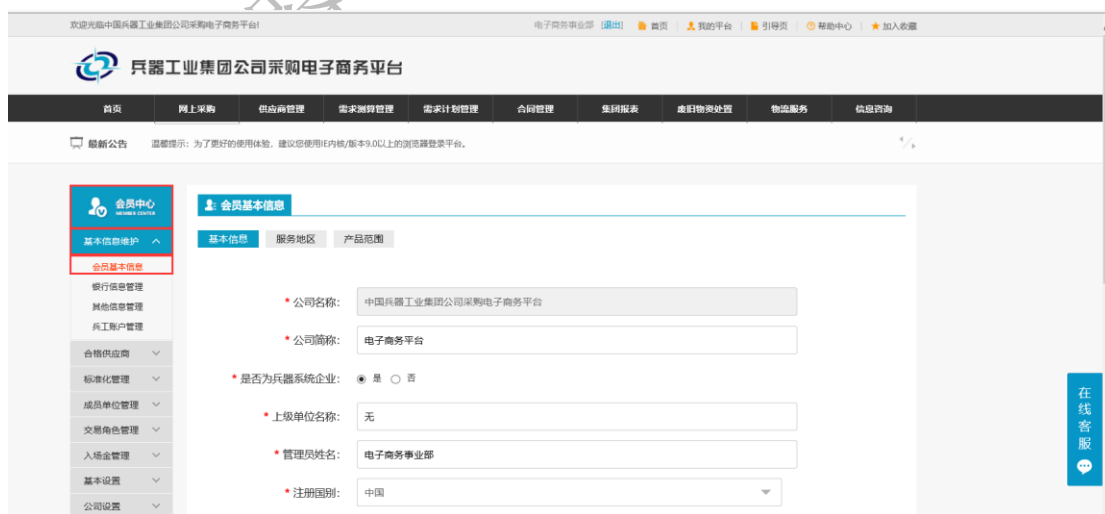 欢迎光临中国兵器工业集团公司采购电子商务平台!
电子商务事业部 [退出] 首页 我的平台 引导页 帮助中心 加入收藏
兵器工业集团公司采购电子商务平台
首页 网上采购 供应商管理 需求测算管理 需求计划管理 合同管理 集团报表 废旧物资处置 物流服务 信息咨询
最新公告 温馨提示: 为了更好的使用体验, 建议您使用IE内核/版本9.0以上的浏览器登录平台。
会员中心
MEMBER CENTER
基本信息维护
会员基本信息
银行信息管理
其他信息管理
兵工账户管理
合格供应商
标准化管理
成员单位管理
交易角色管理
入场金管理
基本设置
公司设置
会员基本信息
基本信息 服务地区 产品范围
* 公司名称: 中国兵器工业集团公司采购电子商务平台
* 公司简称: 电子商务平台
* 是否为兵器系统企业: 是 否
* 上级单位名称: 无
* 管理员姓名: 电子商务事业部
* 注册国别: 中国
在线客服